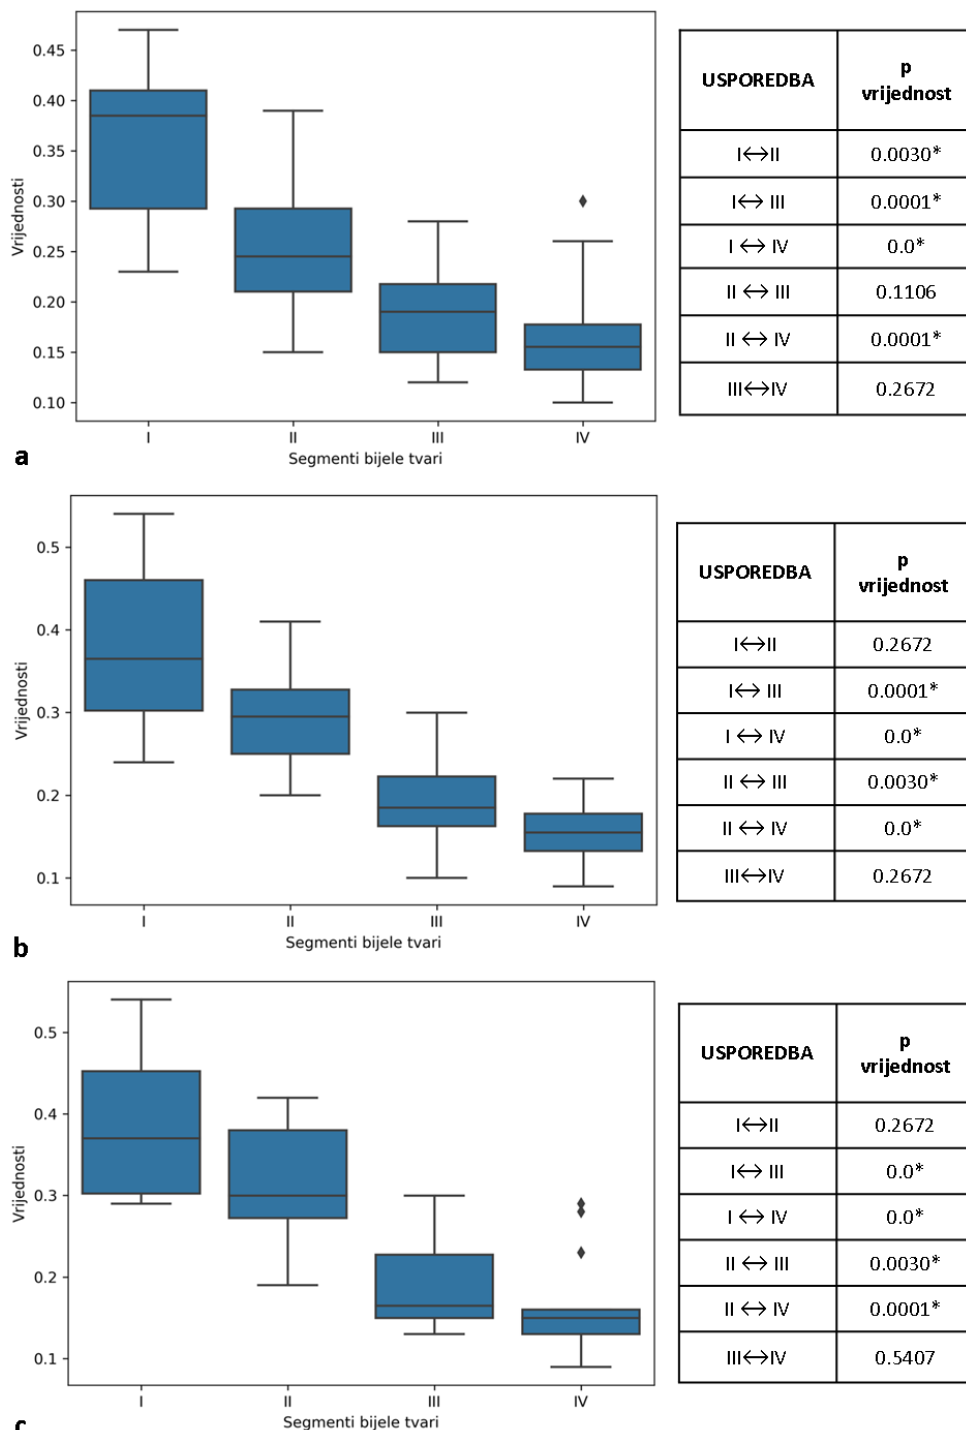 0.45
0.40
0.35
0.30
0.25
0.20
0.15
0.10
Vrijednosti
I II III IV
Segmenti bijele tvari
a
USPOREDBA p vrijednost
I↔II 0.0030*
I↔ III 0.0001*
I ↔ IV 0.0*
II ↔ III 0.1106
II ↔ IV 0.0001*
III↔IV 0.2672
0.5
0.4
0.3
0.2
0.1
Vrijednosti
I II III IV
Segmenti bijele tvari
b
USPOREDBA p vrijednost
I↔II 0.2672
I↔ III 0.0001*
I ↔ IV 0.0*
II ↔ III 0.0030*
II ↔ IV 0.0*
III↔IV 0.2672
0.5
0.4
0.3
0.2
0.1
Vrijednosti
I II III IV
Segmenti bijele tvari
c
USPOREDBA p vrijednost
I↔II 0.2672
I↔ III 0.0*
I ↔ IV 0.0*
II ↔ III 0.0030*
II ↔ IV 0.0001*
III↔IV 0.5407